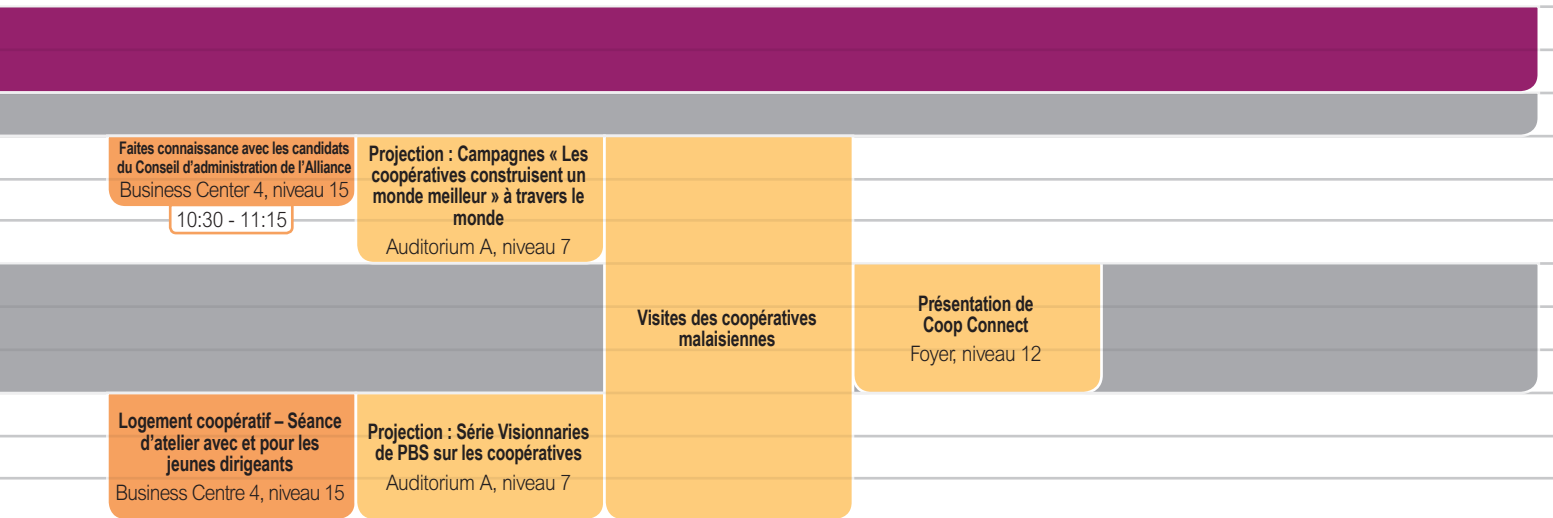 Faites connaissance avec les candidats
du Conseil d'administration de l'Alliance
Business Center 4, niveau 15
10:30 - 11:15
Projection : Campagnes « Les
coopératives construisent un
monde meilleur » à travers le
monde
Auditorium A, niveau 7
Visites des coopératives
malaisiennes
Présentation de
Coop Connect
Foyer, niveau 12
Logement coopératif – Séance
d'atelier avec et pour les
jeunes dirigeants
Business Centre 4, niveau 15
Projection : Série Visionnaries
de PBS sur les coopératives
Auditorium A, niveau 7